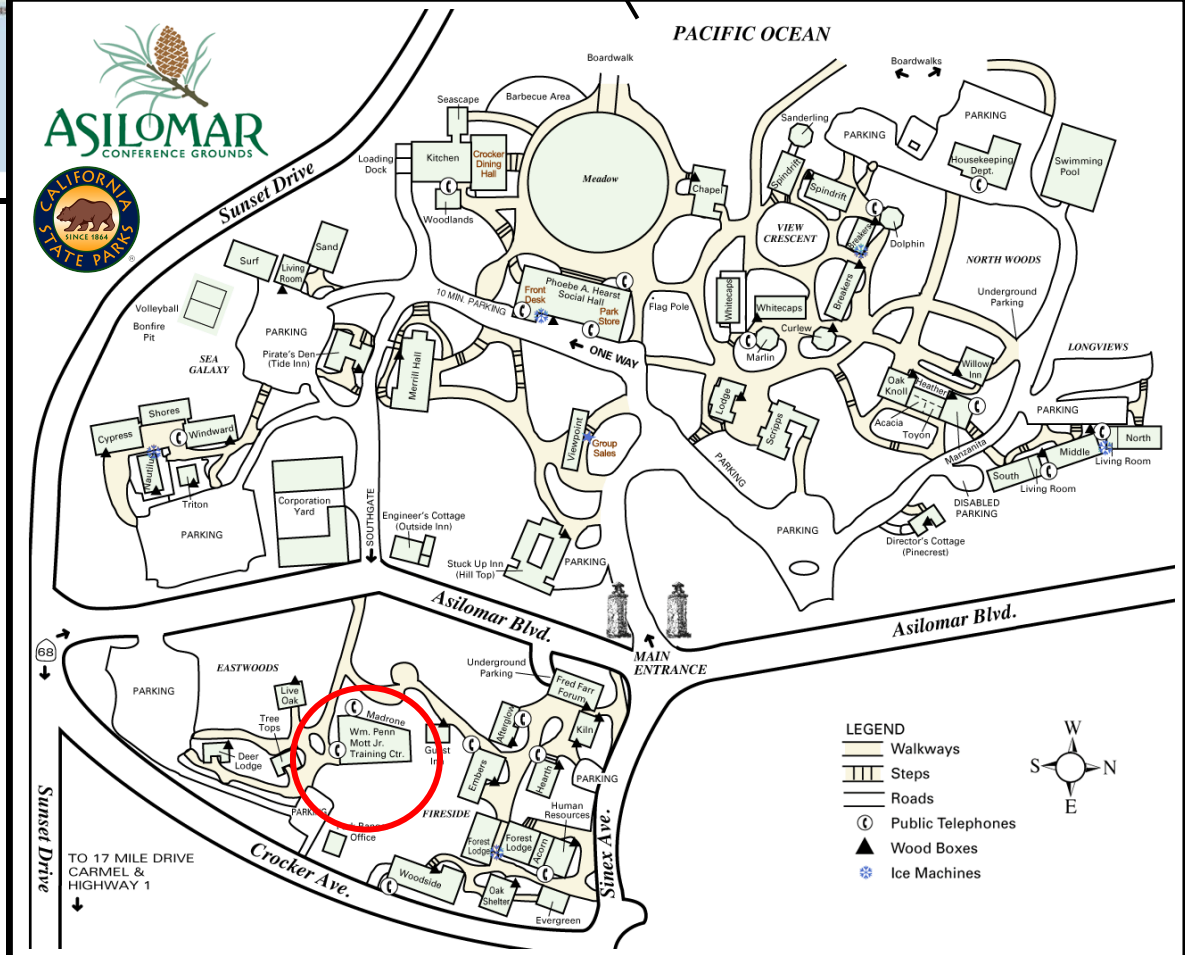 PACIFIC OCEAN
ASILOMAR
CONFERENCE GROUNDS
CALIFORNIA
STATE PARKS
SINCE 1864
®
Sunset Drive
Boardwalk
Boardwalks
Barbecue Area
Seascape
Loading
Dock
Kitchen
Crocker
Dining
Hall
Woodlands
Meadow
Chapel
Sanderling
PARKING
PARKING
Spindrift
Spindrift
Housekeeping
Dept.
Swimming
Pool
VIEW
CRESCENT
Breakers
Dolphin
NORTH WOODS
Breakers
Underground
Parking
Surf
Living
Room
Sand
Volleyball
Bonfire
Pit
PARKING
10 MIN. PARKING
Front
Desk
Phoebe A. Hearst
Social Hall
Park
Store
Flag Pole
Whitecaps
Whitecaps
Curlew
Marlin
ONE WAY
LONGVIEWS
SEA
GALAXY
Pirate's Den
(Tide Inn)
Merrill Hall
Lodge
Scripps
Oak
Knoll
Heather
Willow
Inn
Acacia
Toyon
Manzanita
PARKING
South
Middle
North
Living Room
Living Room
DISABLED
PARKING
Shores
Cypress
Windward
Nautilus
Triton
PARKING
Corporation
Yard
SOUTHGATE
Viewpoint
Group
Sales
PARKING
PARKING
Director's Cottage
(Pinecrest)
Engineer's Cottage
(Outside Inn)
Stuck Up Inn
(Hill Top)
PARKING
Asilomar Blvd.
Asilomar Blvd.
MAIN
ENTRANCE
68
EASTWOODS
PARKING
Live
Oak
Tree
Tops
Deer
Lodge
Madrone
Wm. Penn
Mott Jr.
Training Ctr.
Guest
Inn
Underground
Parking
Fred Farr
Forum
Afterglow
Kiln
Embers
Hearth
PARKING
PARKING
FIRESIDE
Human
Resources
Office
Forest
Lodge
Forest
Lodge
Acorn
Woodside
Oak
Shelter
Evergreen
Crocker Ave.
Sinex Ave.
Sunset Drive
TO 17 MILE DRIVE
CARMEL &
HIGHWAY 1
LEGEND
Walkways
Steps
Roads
Public Telephones
Wood Boxes
Ice Machines
W
S
N
E